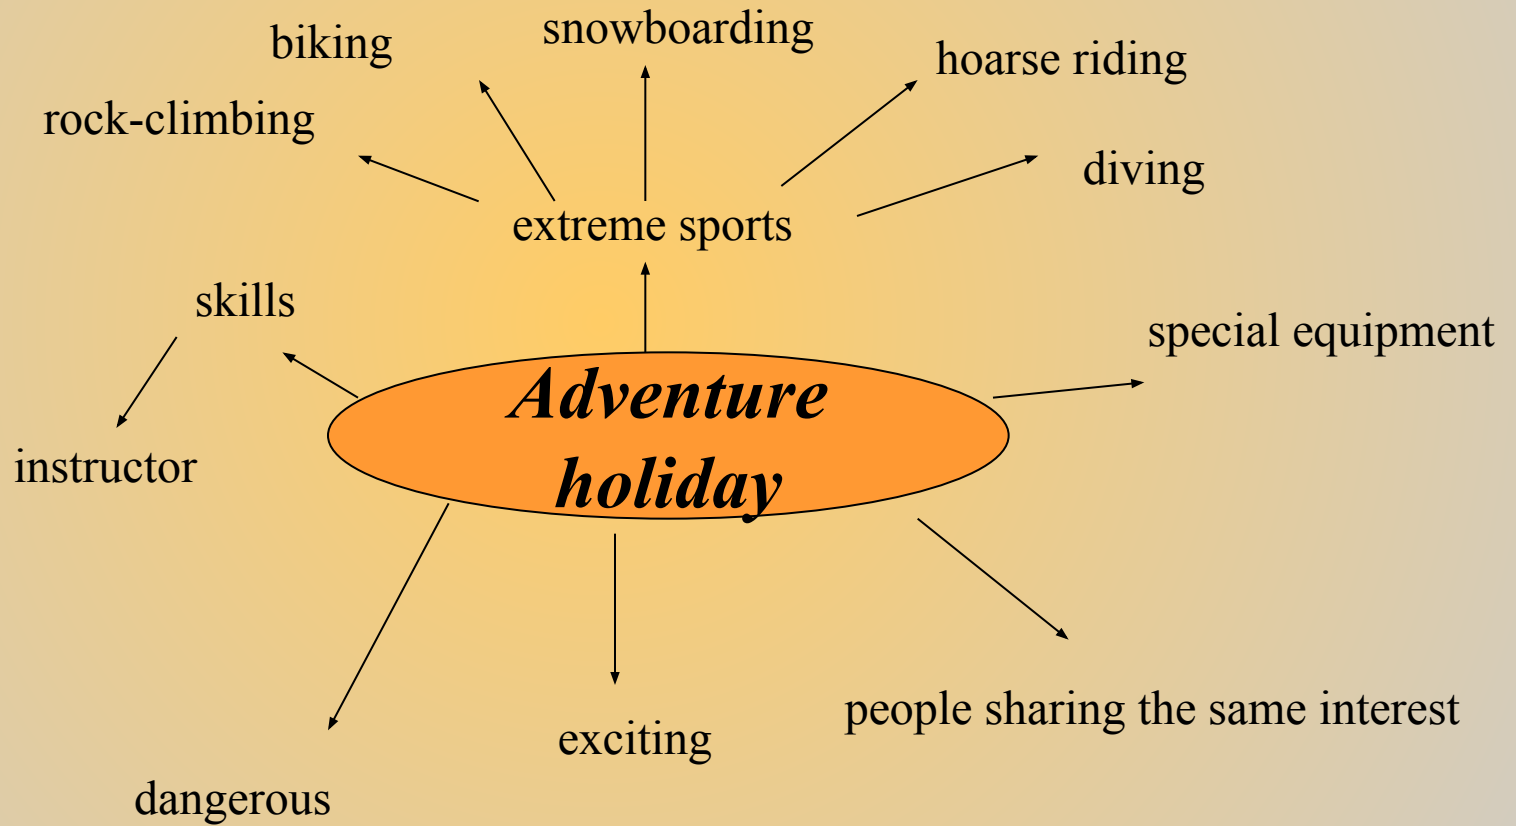 snowboarding
biking
hoarse riding
rock-climbing
diving
extreme sports
skills
special equipment
Adventure
holiday
instructor
people sharing the same interest
exciting
dangerous